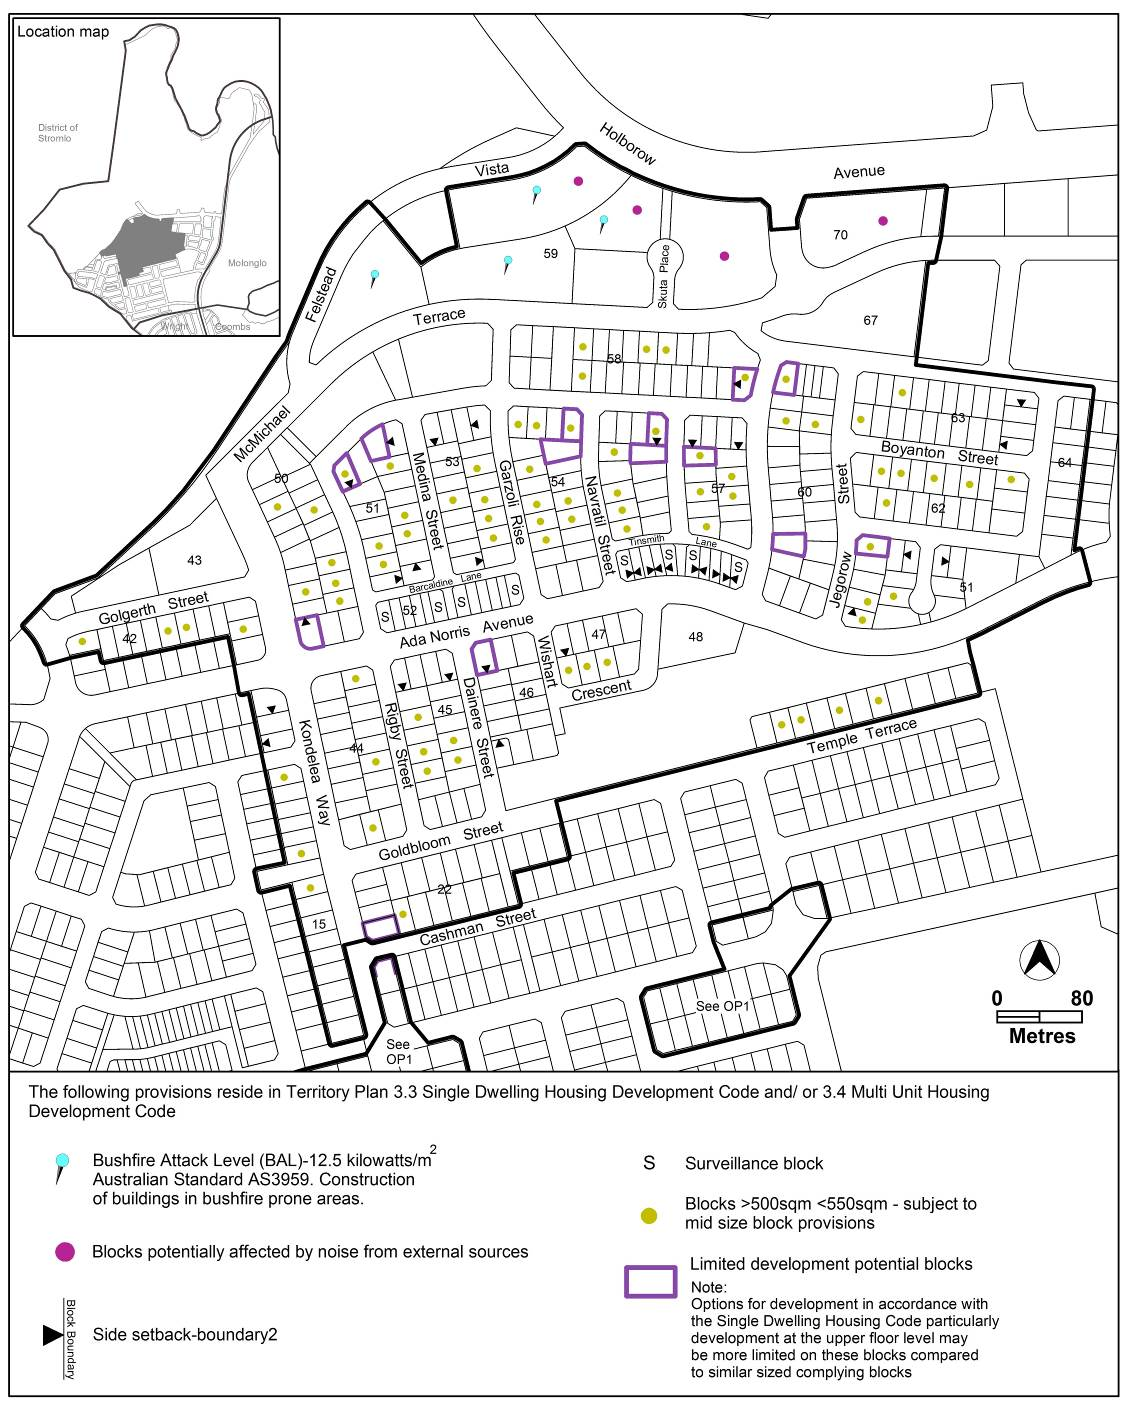 Location map
District of
Stromlo
Molonglo
Wright
Coombs
Holborow
Avenue
Vista
Felstead
59
70
Skuta Place
67
Terrace
58
McMichael
63
Boyanton Street
64
50
53
51
Medina Street
Garzoli Rise
54
Navratil Street
57
60
Street
62
43
Tinsmith Lane
S S S S
Jegorow
51
Golgerth Street
42
Barcaldine Lane
S 52 S S S
Ada Norris Avenue
47
48
Wishart
Crescent
46
Kondelea Way
44
Rigby Street
45
Dainere Street
Temple Terrace
Goldbloom Street
22
15
Cashman Street
See OP1
See
OP1
0 80
Metres
The following provisions reside in Territory Plan 3.3 Single Dwelling Housing Development Code and/ or 3.4 Multi Unit Housing
Development Code
Bushfire Attack Level (BAL)-12.5 kilowatts/m2
Australian Standard AS3959. Construction
of buildings in bushfire prone areas.
Blocks potentially affected by noise from external sources
Block Boundary
Side setback-boundary2
S Surveillance block
Blocks >500sqm <550sqm - subject to
mid size block provisions
Limited development potential blocks
Note:
Options for development in accordance with
the Single Dwelling Housing Code particularly
development at the upper floor level may
be more limited on these blocks compared
to similar sized complying blocks